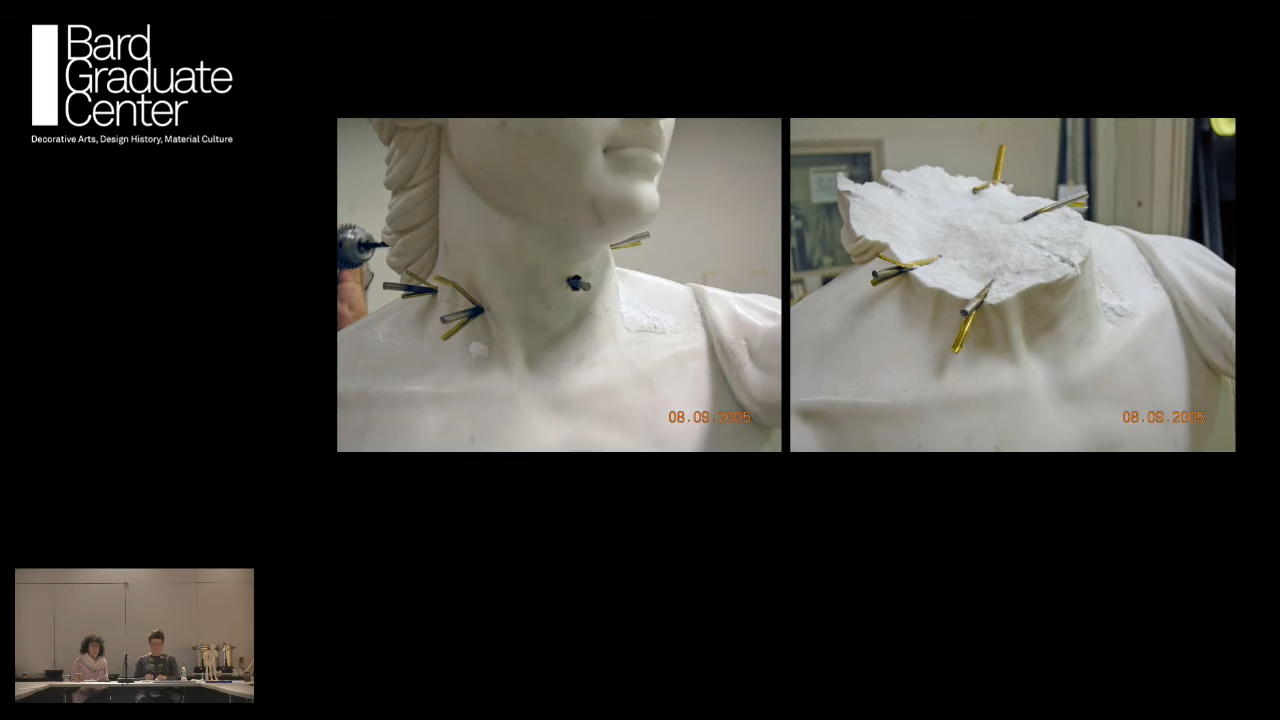 Bard
Graduate
Center
Decorative Arts, Design History, Material Culture
08.09.2005
08.09.2005